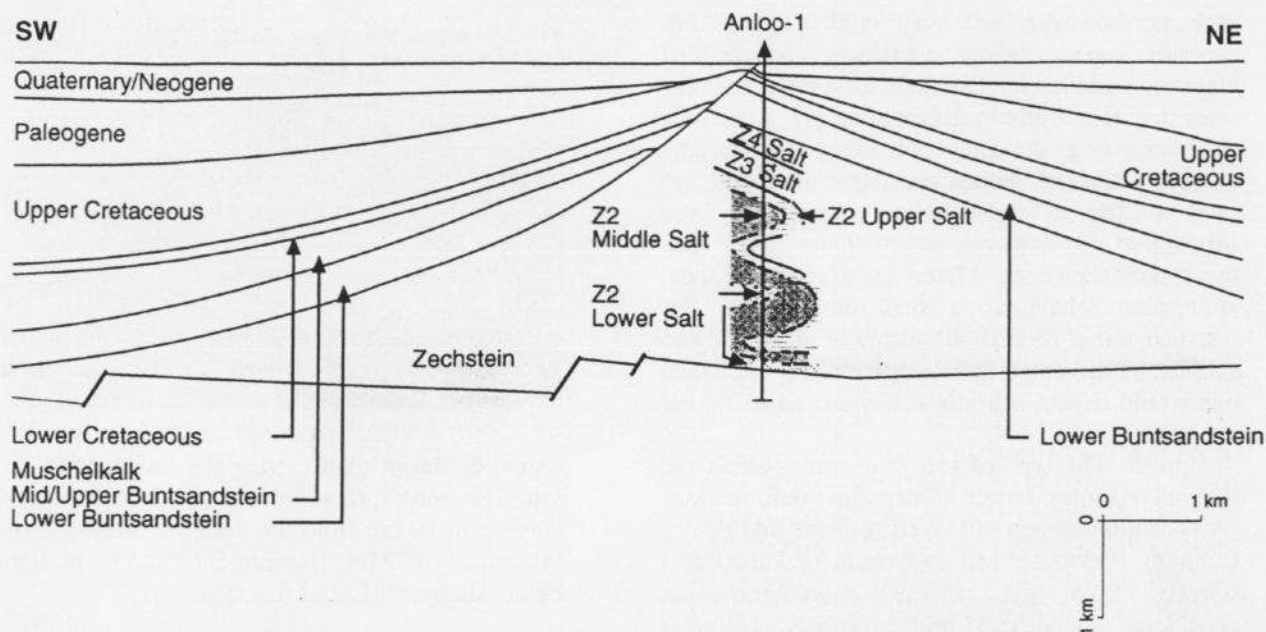 SW
Anloo-1
NE
Quaternary/Neogene
Paleogene
Upper Cretaceous
Z4 Salt
Z3 Salt
Upper
Cretaceous
Z2
Middle Salt
Z2 Upper Salt
Z2
Lower Salt
Zechstein
Lower Cretaceous
Muschelkalk
Mid/Upper Buntsandstein
Lower Buntsandstein
Lower Buntsandstein
0 1 km
0
1 km